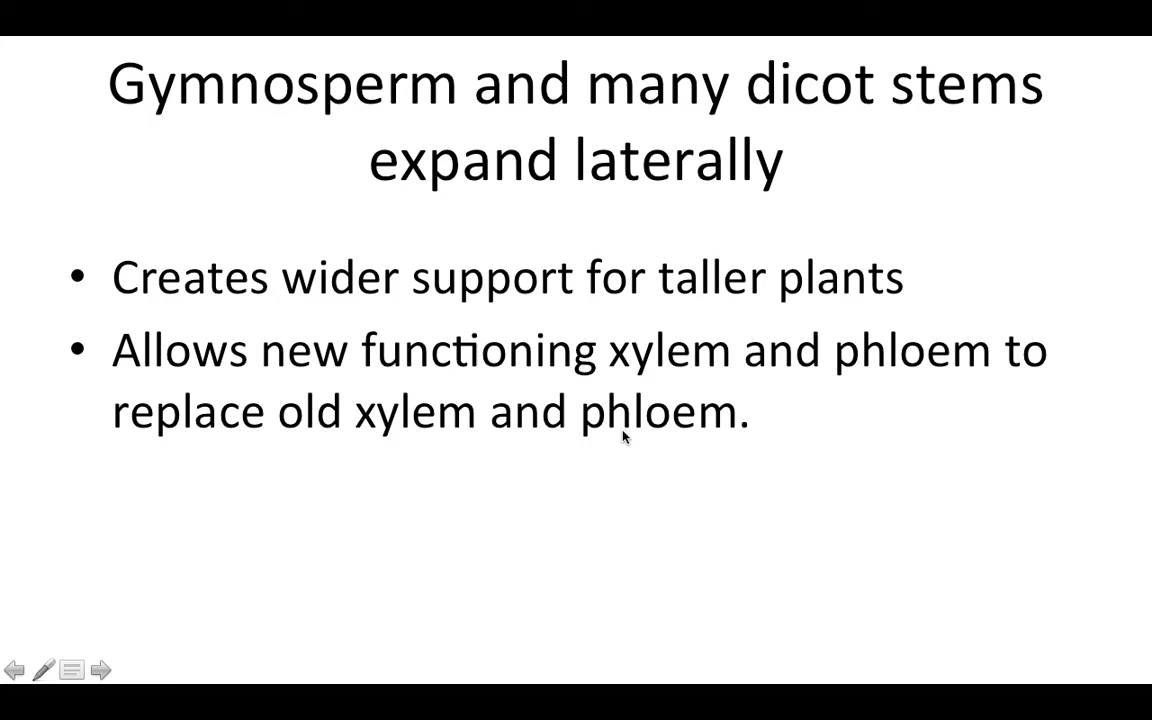 Gymnosperm and many dicot stems
expand laterally
• Creates wider support for taller plants
• Allows new functioning xylem and phloem to
replace old xylem and phloem.